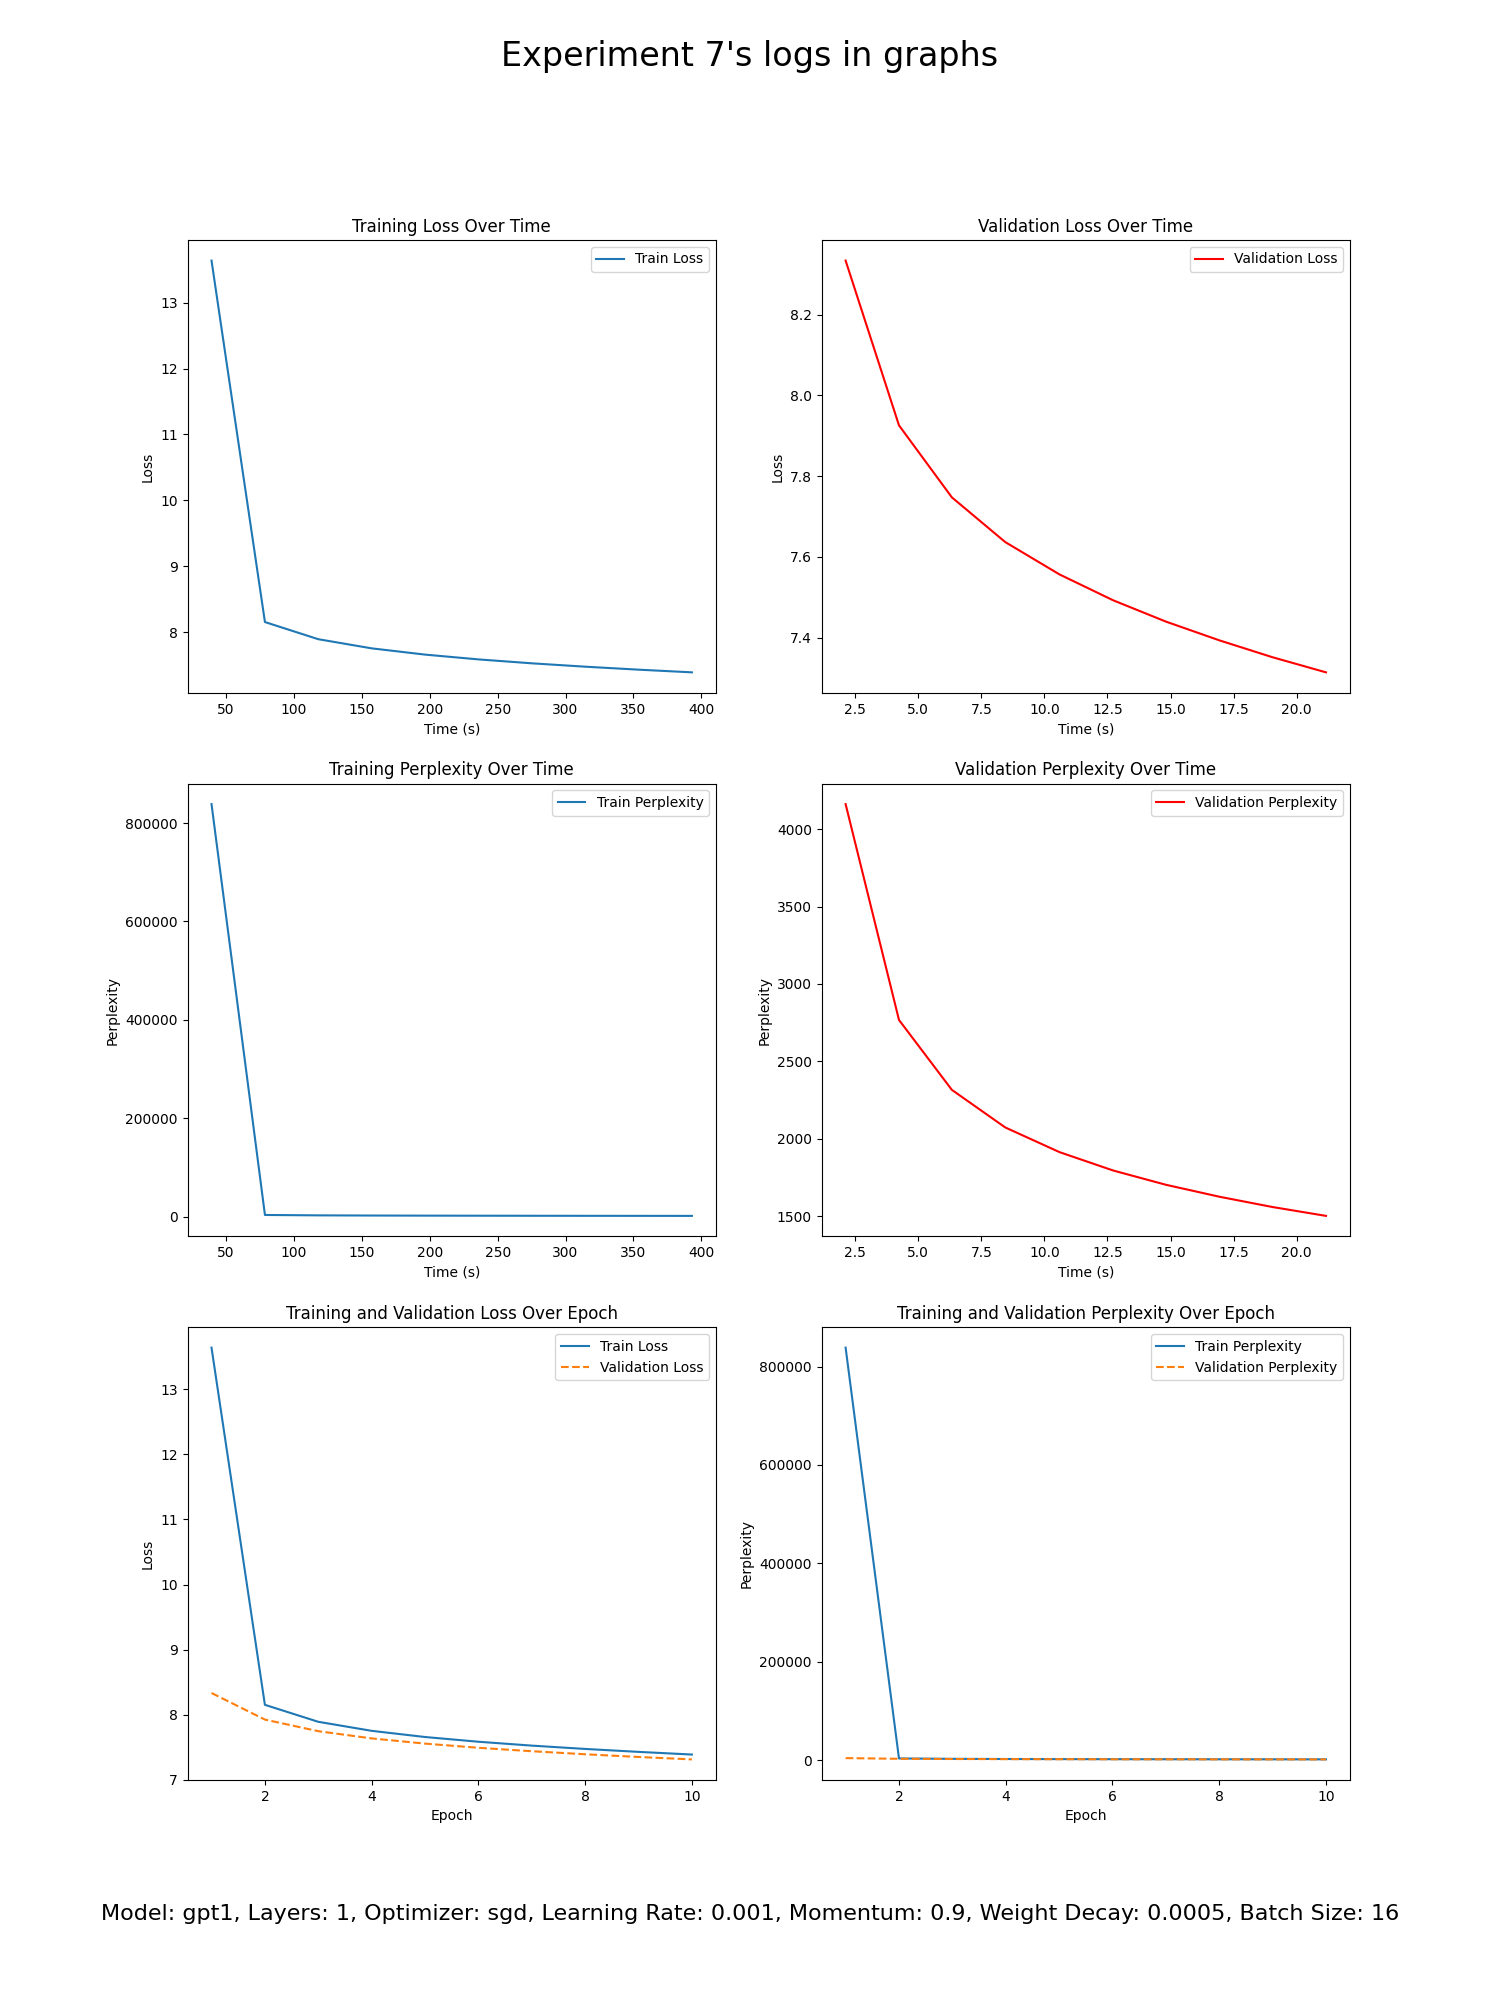 Experiment 7's logs in graphs
Training Loss Over Time
Train Loss
13
12
11
10
9
8
Loss
50 100 150 200 250 300 350 400
Time (s)
Validation Loss Over Time
Validation Loss
8.2
8.0
7.8
7.6
7.4
Loss
2.5 5.0 7.5 10.0 12.5 15.0 17.5 20.0
Time (s)
Training Perplexity Over Time
Train Perplexity
800000
600000
400000
200000
0
Perplexity
50 100 150 200 250 300 350 400
Time (s)
Validation Perplexity Over Time
Validation Perplexity
4000
3500
3000
2500
2000
1500
Perplexity
2.5 5.0 7.5 10.0 12.5 15.0 17.5 20.0
Time (s)
Training and Validation Loss Over Epoch
Train Loss
Validation Loss
13
12
11
10
9
8
7
Loss
2 4 6 8 10
Epoch
Training and Validation Perplexity Over Epoch
Train Perplexity
Validation Perplexity
800000
600000
400000
200000
0
Perplexity
2 4 6 8 10
Epoch
Model: gpt1, Layers: 1, Optimizer: sgd, Learning Rate: 0.001, Momentum: 0.9, Weight Decay: 0.0005, Batch Size: 16